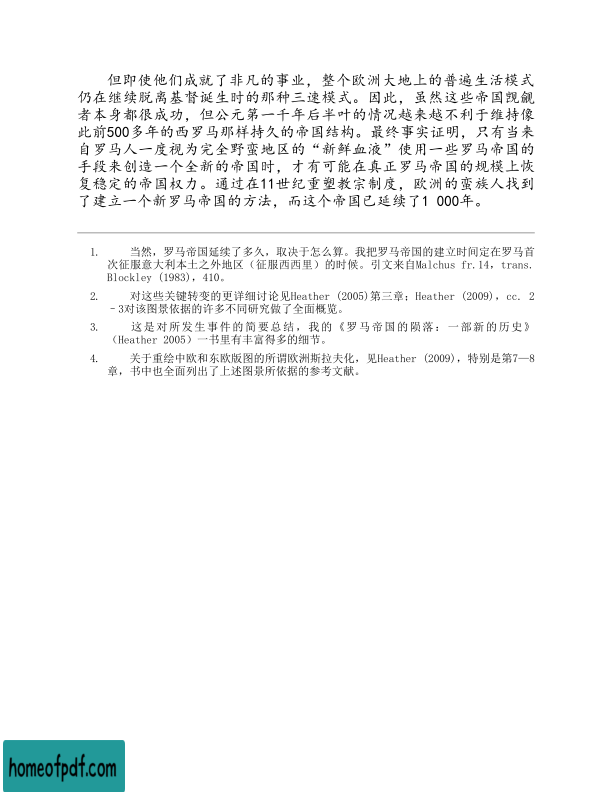 但即使他们成就了非凡的事业，整个欧洲大地上的普遍生活模式
仍在继续脱离基督诞生时的那种三速模式。因此，虽然这些帝国觊觎
者本身都很成功，但公元第一千年后半叶的情况越来越不利于维持像
此前500多年的西罗马那样持久的帝国结构。最终事实证明，只有当来
自罗马人一度视为完全野蛮地区的“新鲜血液”使用一些罗马帝国的
手段来创造一个全新的帝国时，才有可能在真正罗马帝国的规模上恢
复稳定的帝国权力。通过在11世纪重塑教宗制度，欧洲的蛮族人找到
了建立一个新罗马帝国的方法，而这个帝国已延续了1 000年。
1. 当然，罗马帝国延续了多久，取决于怎么算。我把罗马帝国的建立时间定在罗马首
次征服意大利本土之外地区（征服西西里）的时候。引文来自Malchus fr.14，trans.
Blockley (1983)，410。
2. 对这些关键转变的更详细讨论见Heather (2005)第三章；Heather (2009)，cc. 2
–3对该图景依据的许多不同研究做了全面概览。
3. 这是对所发生事件的简要总结，我的《罗马帝国的陨落：一部新的历史》
（Heather 2005）一书里有丰富得多的细节。
4. 关于重绘中欧和东欧版图的所谓欧洲斯拉夫化，见Heather (2009)，特别是第7—8
章，书中也全面列出了上述图景所依据的参考文献。
homeofpdf.com